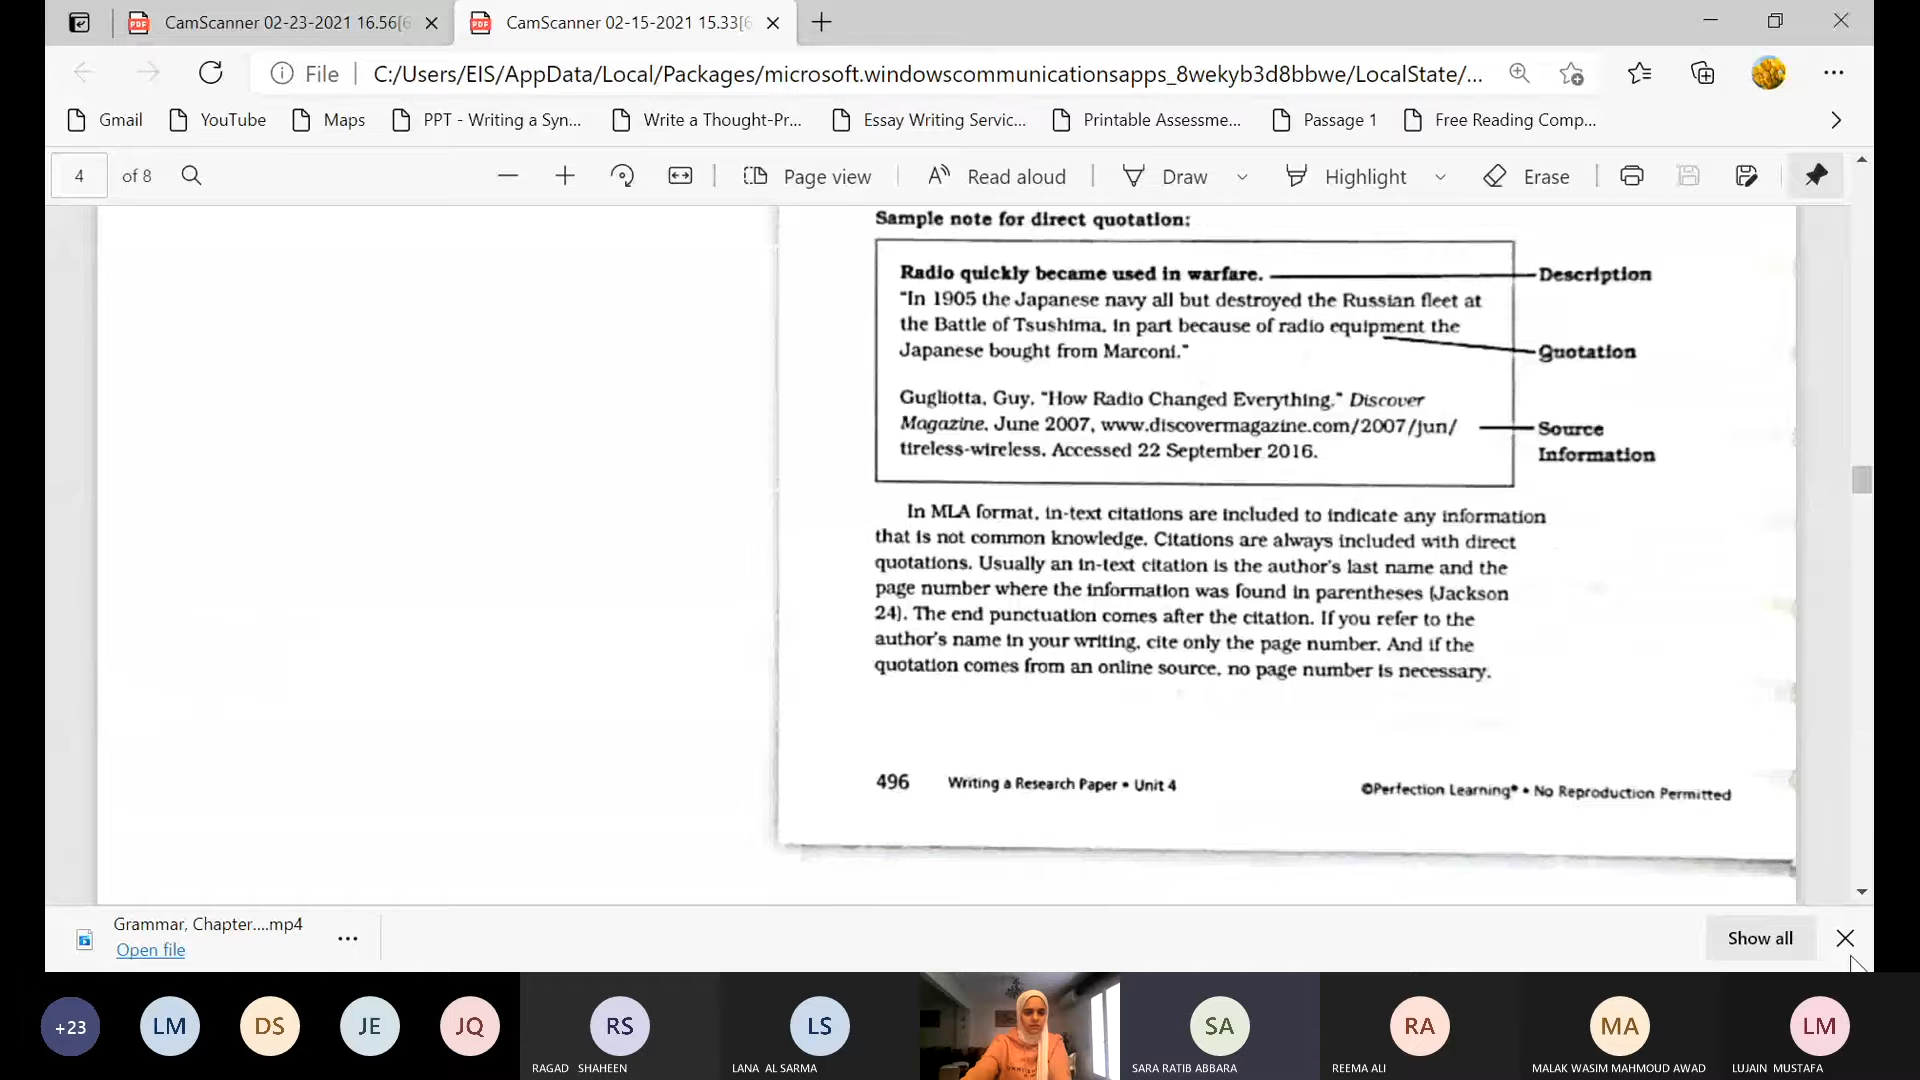 CamScanner 02-23-2021 16.56[6
CamScanner 02-15-2021 15.33[6
File
C:/Users/EIS/AppData/Local/Packages/microsoft.windowscommunicationsapps_8wekyb3d8bbwe/LocalState/...
Gmail
YouTube
Maps
PPT - Writing a Syn...
Write a Thought-Pr...
Essay Writing Servic...
Printable Assessme...
Passage 1
Free Reading Comp...
4 of 8
Page view
Read aloud
Draw
Highlight
Erase
Sample note for direct quotation:
Radio quickly became used in warfare.
Description
"In 1905 the Japanese navy all but destroyed the Russian fleet at
the Battle of Tsushima, in part because of radio equipment the
Japanese bought from Marconi."
Quotation
Gugliotta, Guy. "How Radio Changed Everything." Discover
Magazine, June 2007, www.discovermagazine.com/2007/jun/
tireless-wireless. Accessed 22 September 2016.
Source
Information
In MLA format, in-text citations are included to indicate any information
that is not common knowledge. Citations are always included with direct
quotations. Usually an in-text citation is the author's last name and the
page number where the information was found in parentheses (Jackson
24). The end punctuation comes after the citation. If you refer to the
author's name in your writing, cite only the page number. And if the
quotation comes from an online source, no page number is necessary.
496 Writing a Research Paper • Unit 4
©Perfection Learning® • No Reproduction Permitted
Grammar, Chapter....mp4
Open file
Show all
+23
LM
DS
JE
JQ
RS
LS
SA
RA
MA
LM
RAGAD SHAHEEN
LANA AL SARMA
SARA RATIB ABBARA
REEMA ALI
MALAK WASIM MAHMOUD AWAD
LUJAIN MUSTAFA